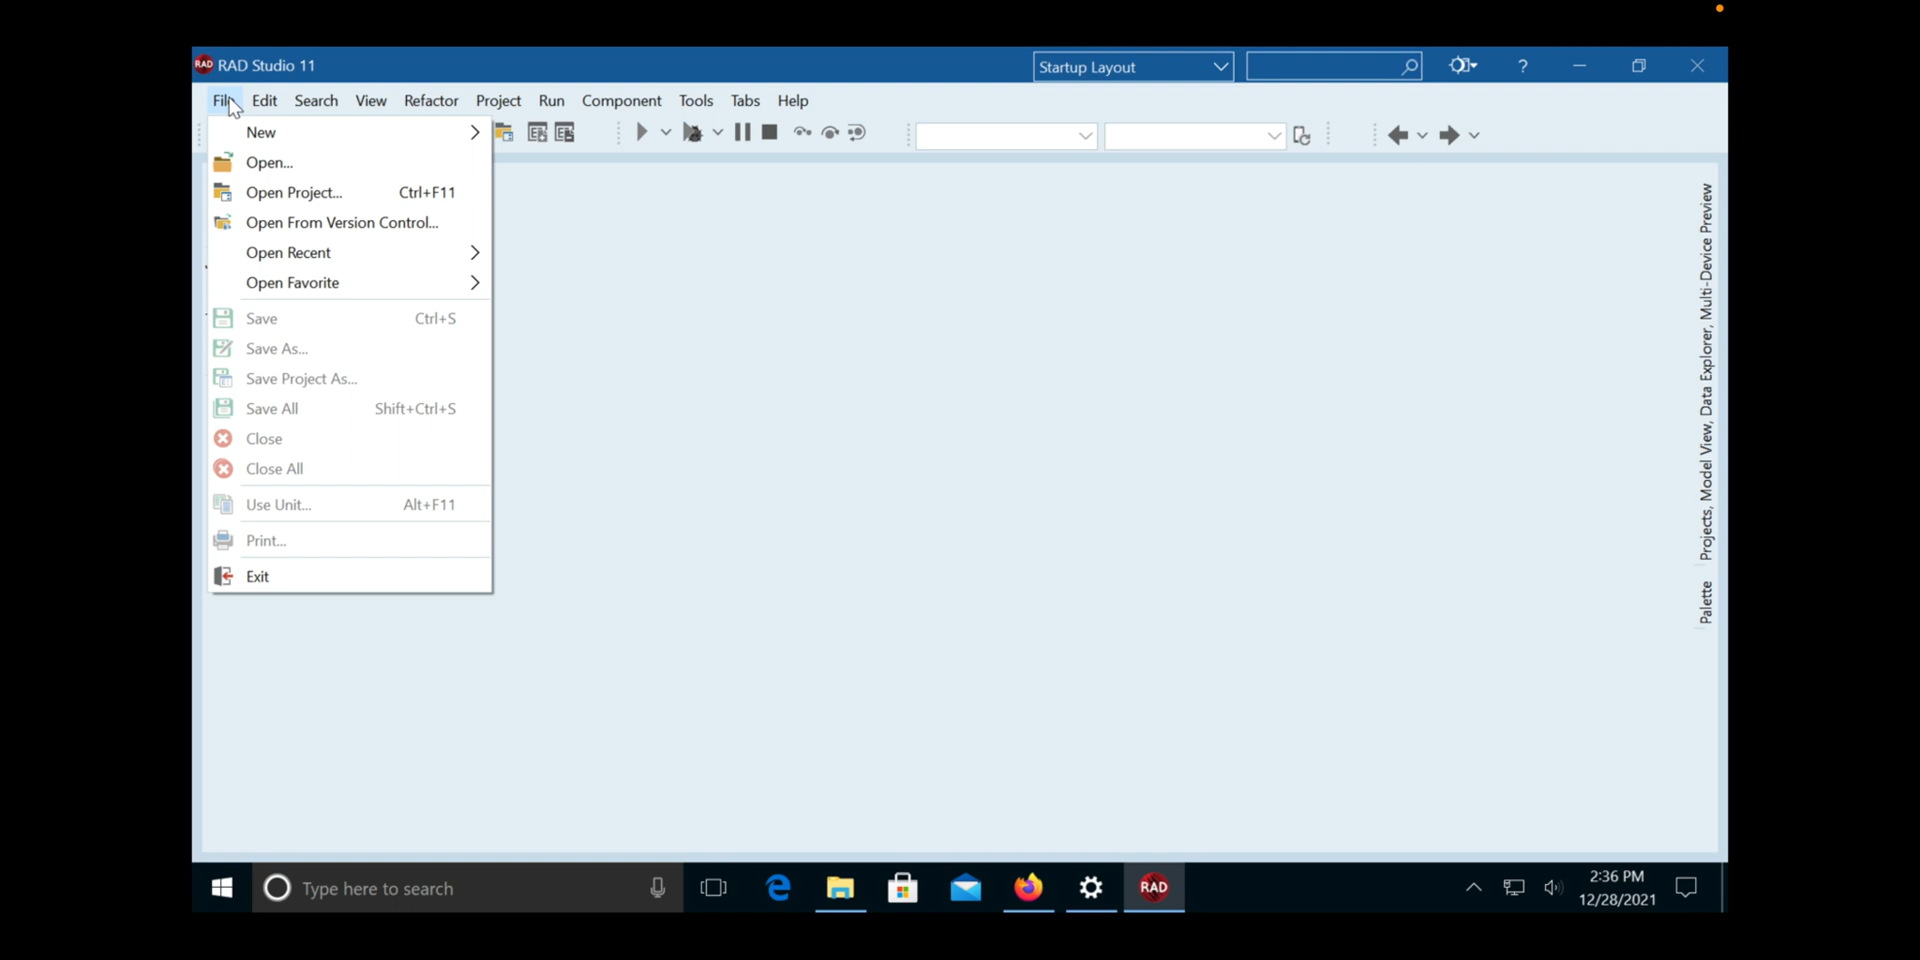 RAD RAD Studio 11
Startup Layout
?
File Edit Search View Refactor Project Run Component Tools Tabs Help
New
Open...
Open Project... Ctrl+F11
Open From Version Control...
Open Recent
Open Favorite
Save Ctrl+S
Save As...
Save Project As...
Save All Shift+Ctrl+S
Close
Close All
Use Unit... Alt+F11
Print...
Exit
Projects, Model View, Data Explorer, Multi-Device Preview
Palette
Type here to search
RAD
2:36 PM
12/28/2021